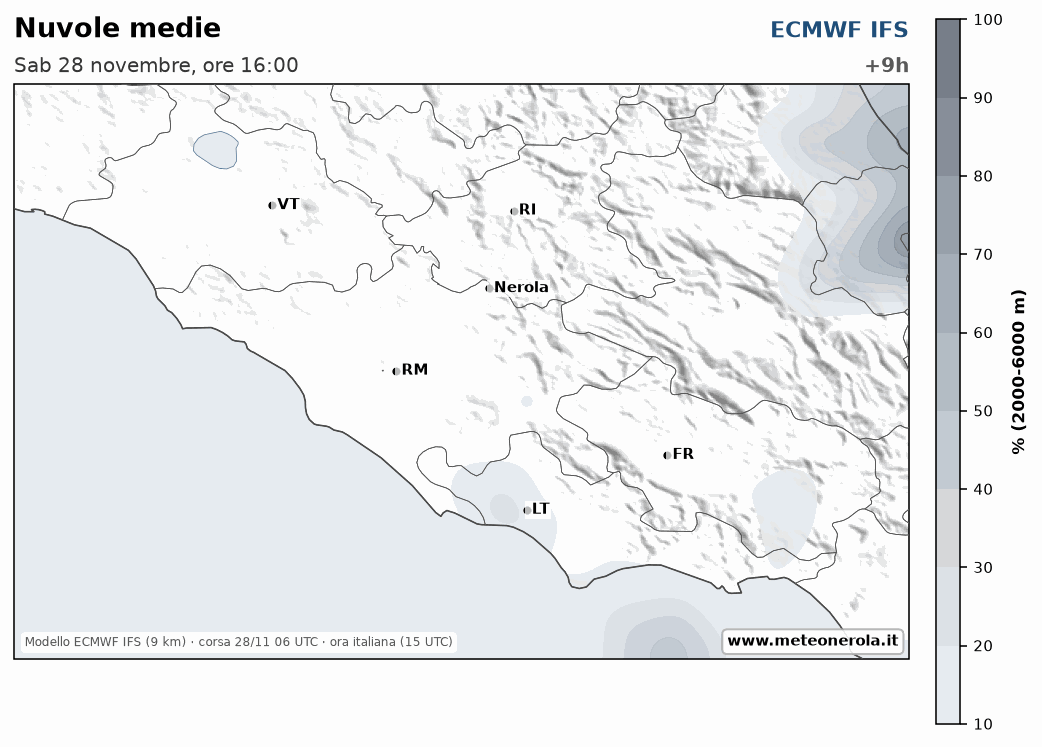 Nuvole medie
ECMWF IFS
Sab 28 novembre, ore 16:00
+9h
VT
RI
Nerola
RM
FR
LT
Modello ECMWF IFS (9 km) · corsa 28/11 06 UTC · ora italiana (15 UTC)
www.meteonerola.it
100
90
80
70
60
50
40
30
20
10
% (2000-6000 m)